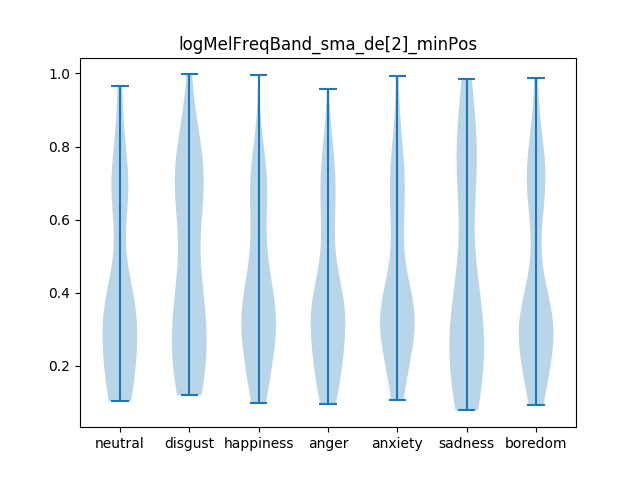 logMelFreqBand_sma_de[2]_minPos
1.0
0.8
0.6
0.4
0.2
neutral disgust happiness anger anxiety sadness boredom